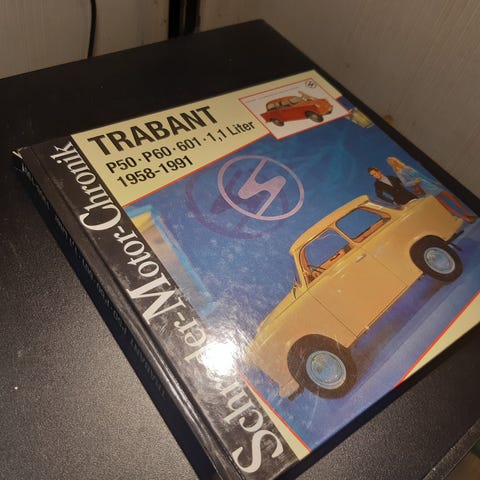 TRABANT
P50 · P60 · 601 · 1,1 Liter
1958-1991
Schrader-Motor-Chronik